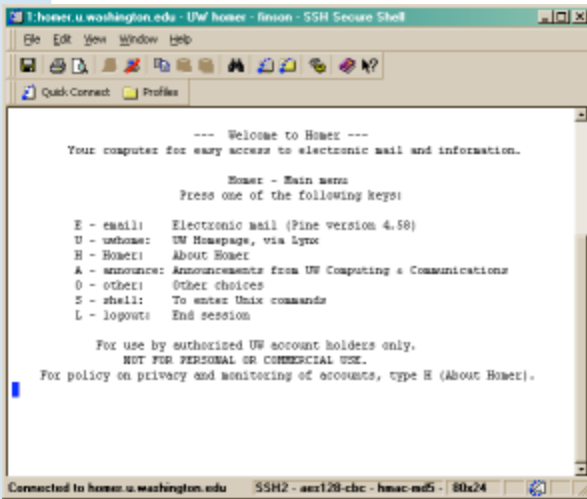 1:homer.u.washington.edu - UW homer - finson - SSH Secure Shell
File Edit View Window Help
Quick Connect Profiles
--- Welcome to Homer ---
Your computer for easy access to electronic mail and information.
Homer - Main menu
Press one of the following keys:
E - email: Electronic mail (Pine version 4.58)
U - uwhome: UW Homepage, via Lynx
H - Homer: About Homer
A - announce: Announcements from UW Computing & Communications
O - other: Other choices
S - shell: To enter Unix commands
L - logout: End session
For use by authorized UW account holders only.
NOT FOR PERSONAL OR COMMERCIAL USE.
For policy on privacy and monitoring of accounts, type H (About Homer).
Connected to homer.u.washington.edu SSH2 - aes128-cbc - hmac-md5 - 80x24